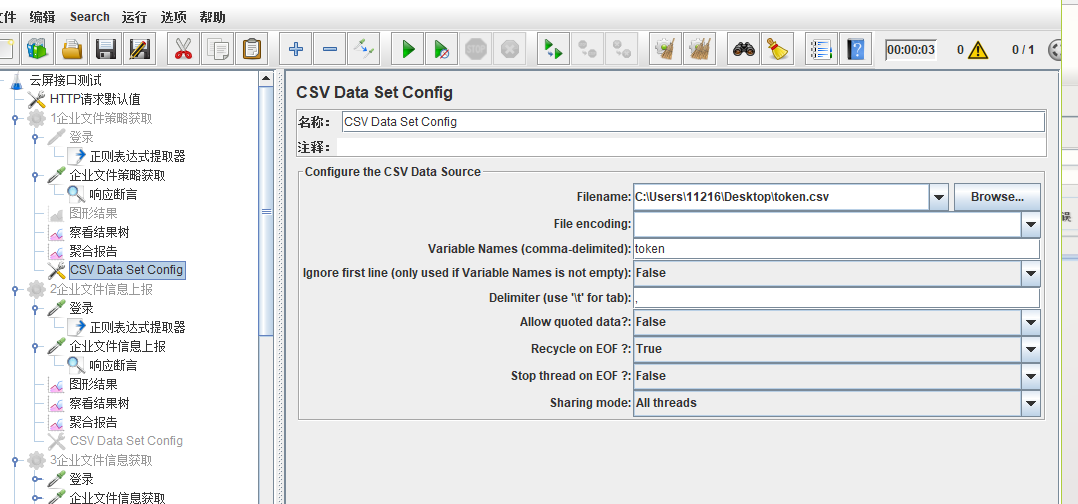 文件 编辑 Search 运行 选项 帮助
STOP 00:00:03 0 0 / 1
云屏接口测试
HTTP请求默认值
1企业文件策略获取
登录
正则表达式提取器
企业文件策略获取
响应断言
图形结果
察看结果树
聚合报告
CSV Data Set Config
2企业文件信息上报
登录
正则表达式提取器
企业文件信息上报
响应断言
图形结果
察看结果树
聚合报告
CSV Data Set Config
3企业文件信息获取
登录
企业文件信息获取
CSV Data Set Config
名称： CSV Data Set Config
注释：
Configure the CSV Data Source
Filename: C:\Users\11216\Desktop\token.csv Browse...
File encoding:
Variable Names (comma-delimited): token
Ignore first line (only used if Variable Names is not empty): False
Delimiter (use '\t' for tab): ,
Allow quoted data?: False
Recycle on EOF ?: True
Stop thread on EOF ?: False
Sharing mode: All threads